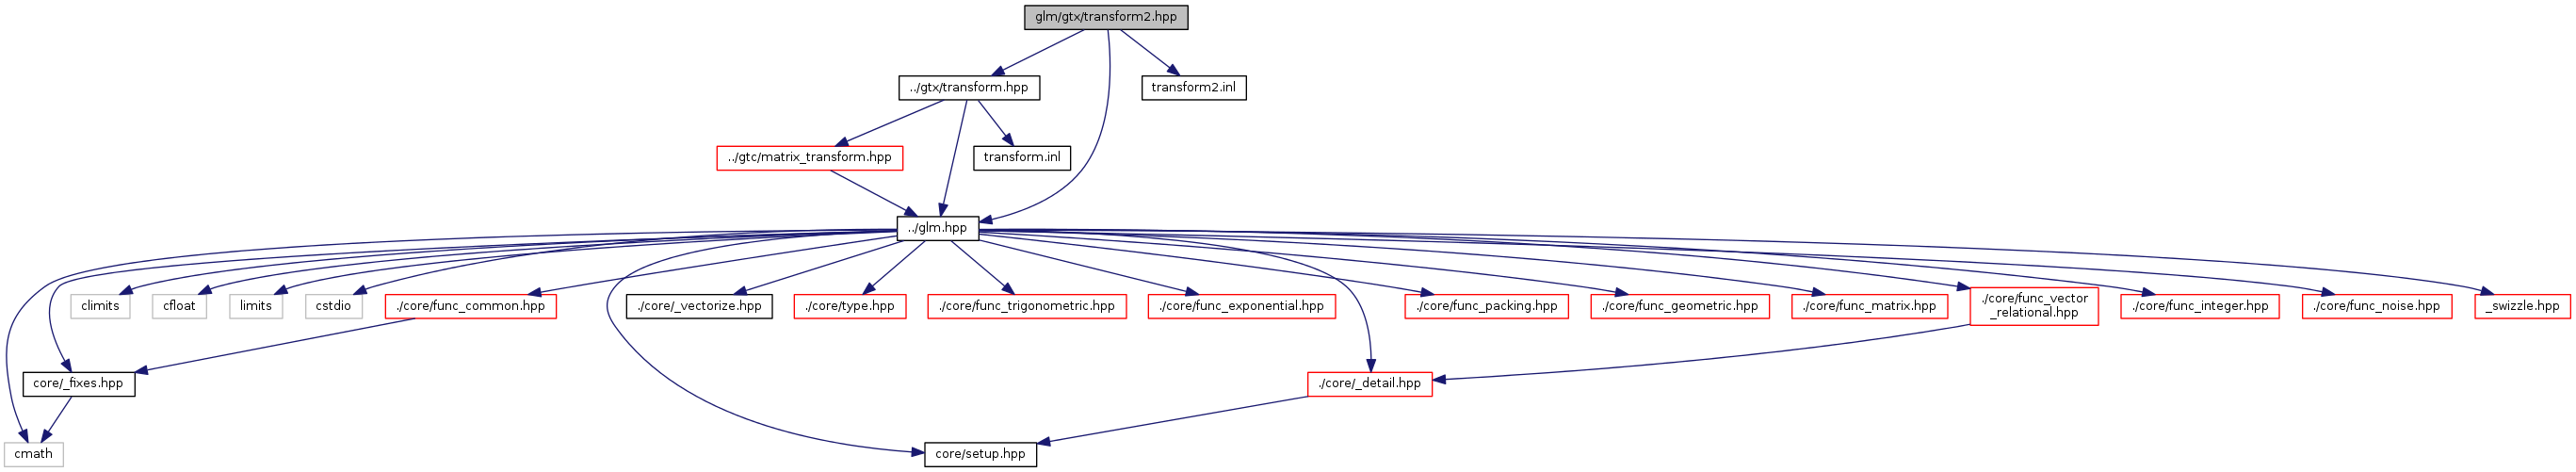 glm/gtx/transform2.hpp
../gtx/transform.hpp
transform2.inl
../gtc/matrix_transform.hpp
transform.inl
../glm.hpp
climits
cfloat
limits
cstdio
./core/func_common.hpp
./core/_vectorize.hpp
./core/type.hpp
./core/func_trigonometric.hpp
./core/func_exponential.hpp
./core/func_packing.hpp
./core/func_geometric.hpp
./core/func_matrix.hpp
./core/func_vector
_relational.hpp
./core/func_integer.hpp
./core/func_noise.hpp
_swizzle.hpp
core/_fixes.hpp
./core/_detail.hpp
cmath
core/setup.hpp